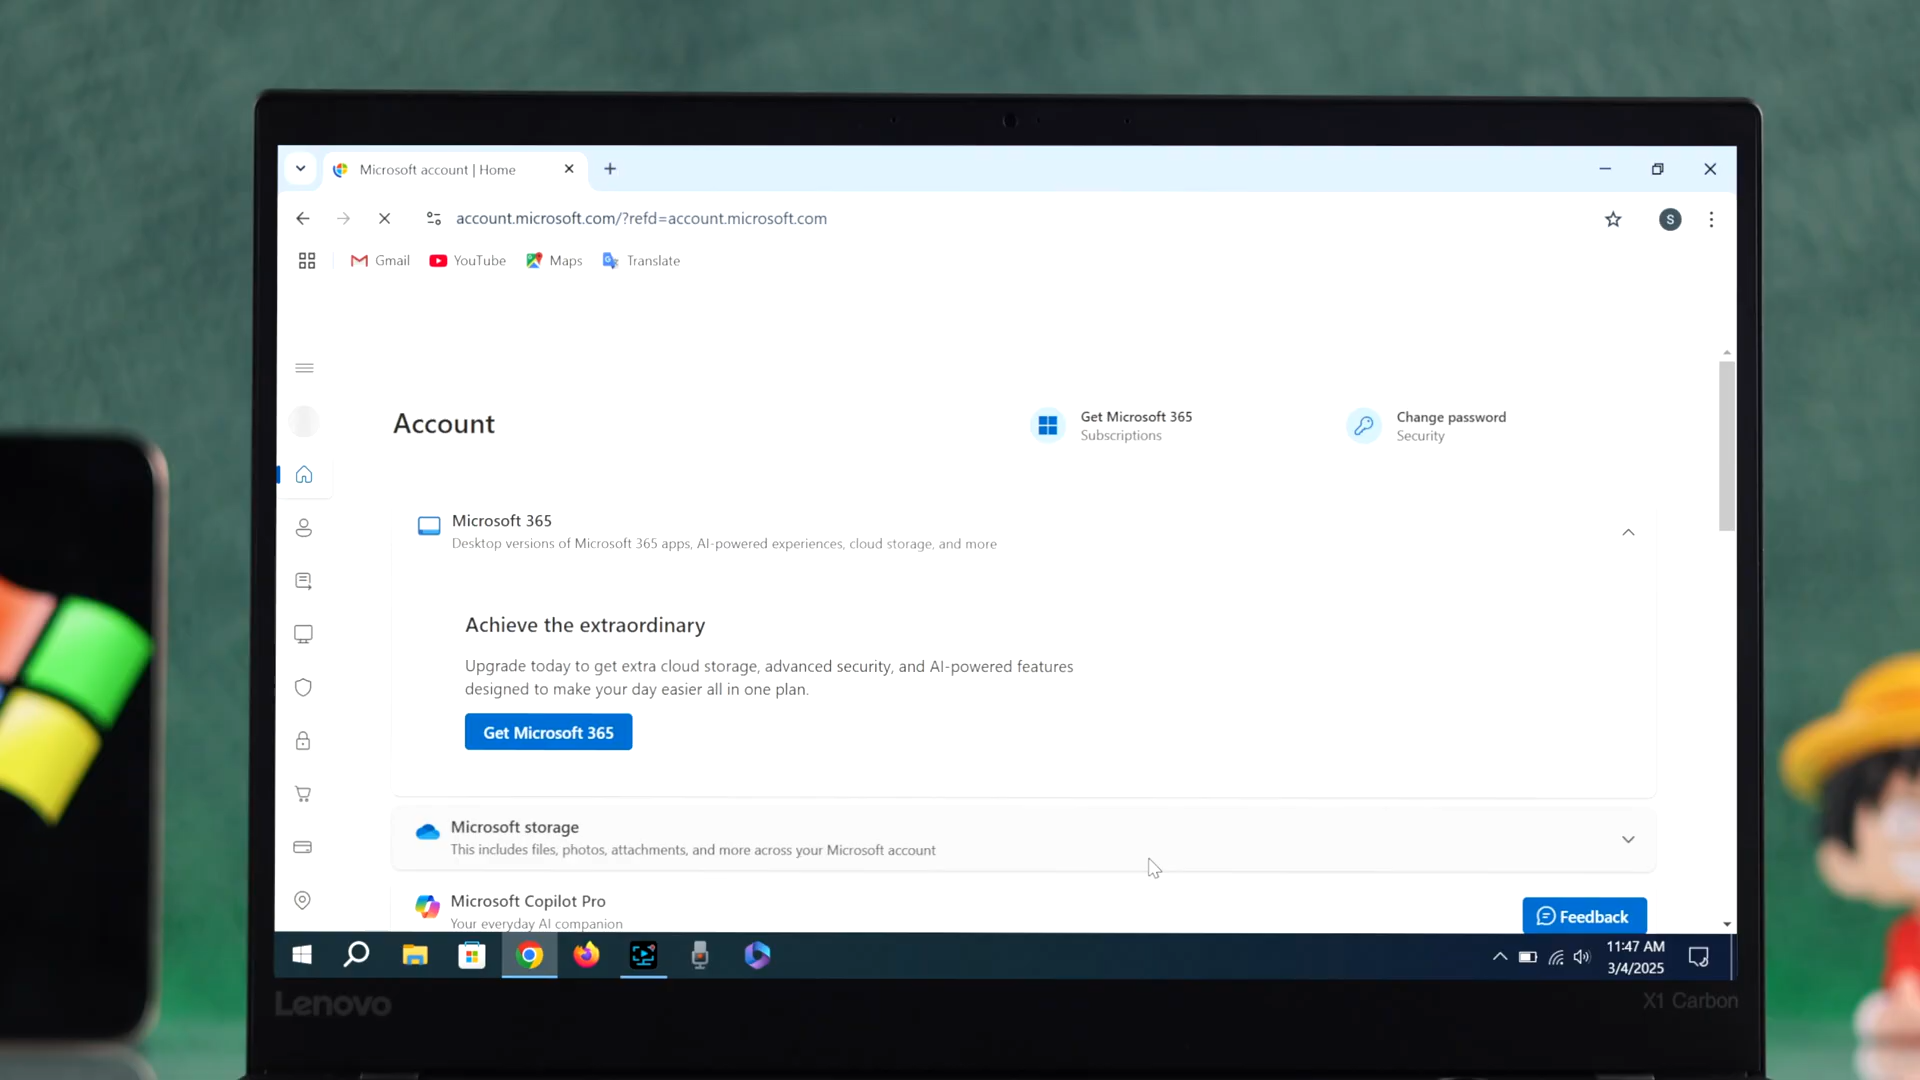 Microsoft account | Home
account.microsoft.com/?refd=account.microsoft.com
S
Gmail
YouTube
Maps
Translate
Account
Get Microsoft 365
Subscriptions
Change password
Security
Microsoft 365
Desktop versions of Microsoft 365 apps, AI-powered experiences, cloud storage, and more
Achieve the extraordinary
Upgrade today to get extra cloud storage, advanced security, and AI-powered features
designed to make your day easier all in one plan.
Get Microsoft 365
Microsoft storage
This includes files, photos, attachments, and more across your Microsoft account
Microsoft Copilot Pro
Your everyday AI companion
Feedback
11:47 AM
3/4/2025
Lenovo
X1 Carbon